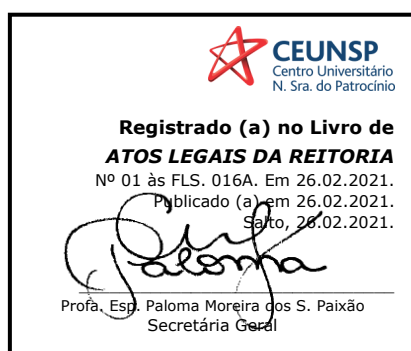 CEUNSP
Centro Universitário
N. Sra. do Patrocínio
Registrado (a) no Livro de
ATOS LEGAIS DA REITORIA
Nº 01 às FLS. 016A. Em 26.02.2021.
Publicado (a) em 26.02.2021.
Salto, 26.02.2021.
Paloma
Profa. Esp. Paloma Moreira dos S. Paixão
Secretária Geral